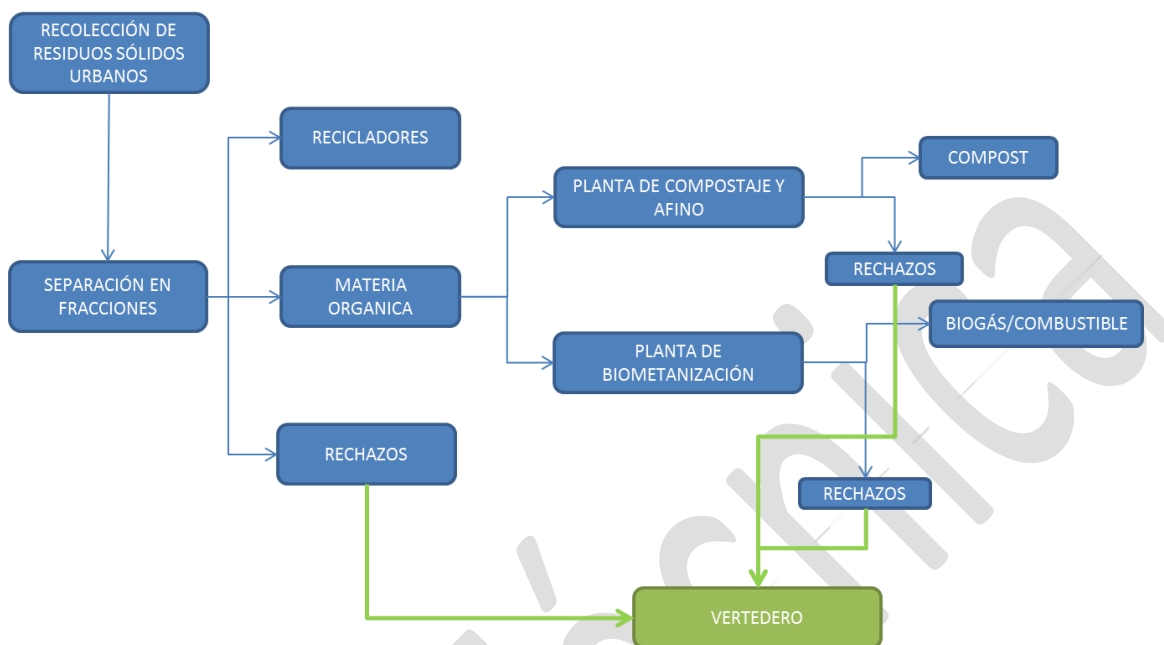 RECOLECCIÓN DE
RESIDUOS SÓLIDOS
URBANOS
RECICLADORES
COMPOST
PLANTA DE COMPOSTAJE Y
AFINO
RECHAZOS
SEPARACIÓN EN
FRACCIONES
MATERIA
ORGANICA
BIOGÁS/COMBUSTIBLE
PLANTA DE
BIOMETANIZACIÓN
RECHAZOS
RECHAZOS
VERTEDERO